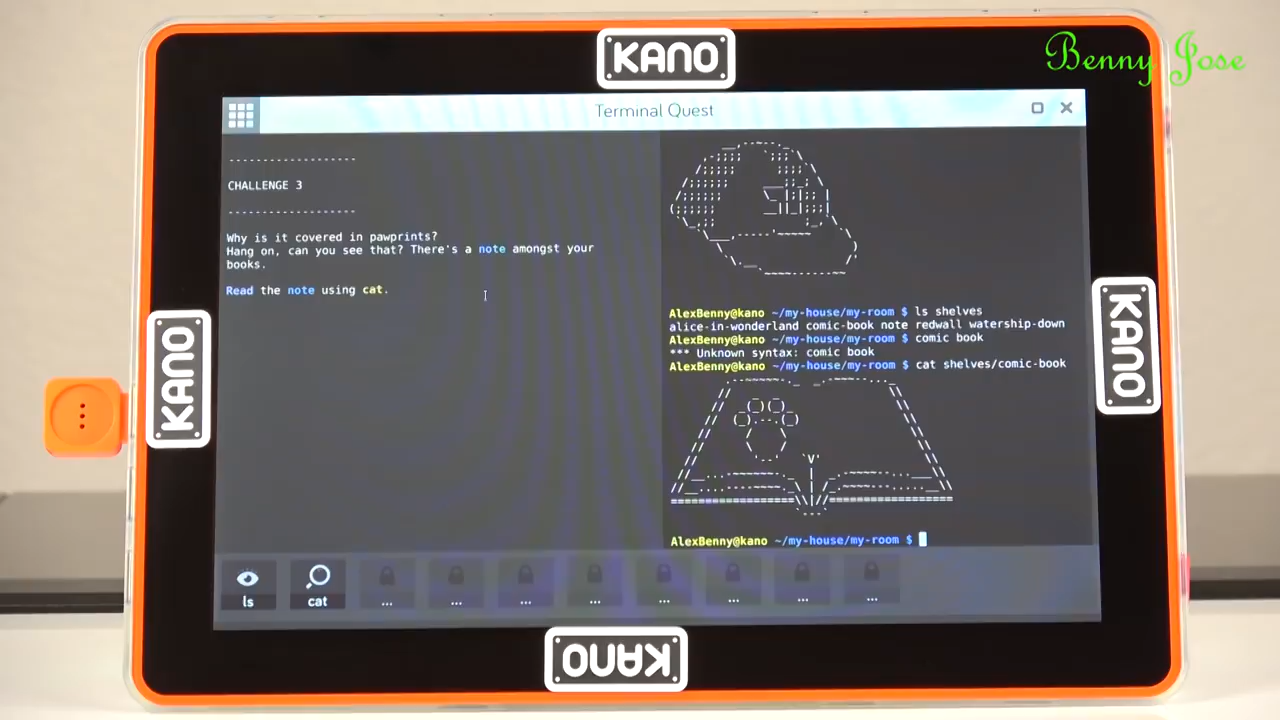 KANO
Benny Jose
Terminal Quest
CHALLENGE 3
Why is it covered in pawprints?
Hang on, can you see that? There's a note amongst your
books.
Read the note using cat.
AlexBenny@kano ~/my-house/my-room $ ls shelves
alice-in-wonderland comic-book note redwall watership-down
AlexBenny@kano ~/my-house/my-room $ comic book
*** Unknown syntax: comic book
AlexBenny@kano ~/my-house/my-room $ cat shelves/comic-book
AlexBenny@kano ~/my-house/my-room $
KANO
KANO
ls
cat
...
...
...
...
...
...
...
...
KANO